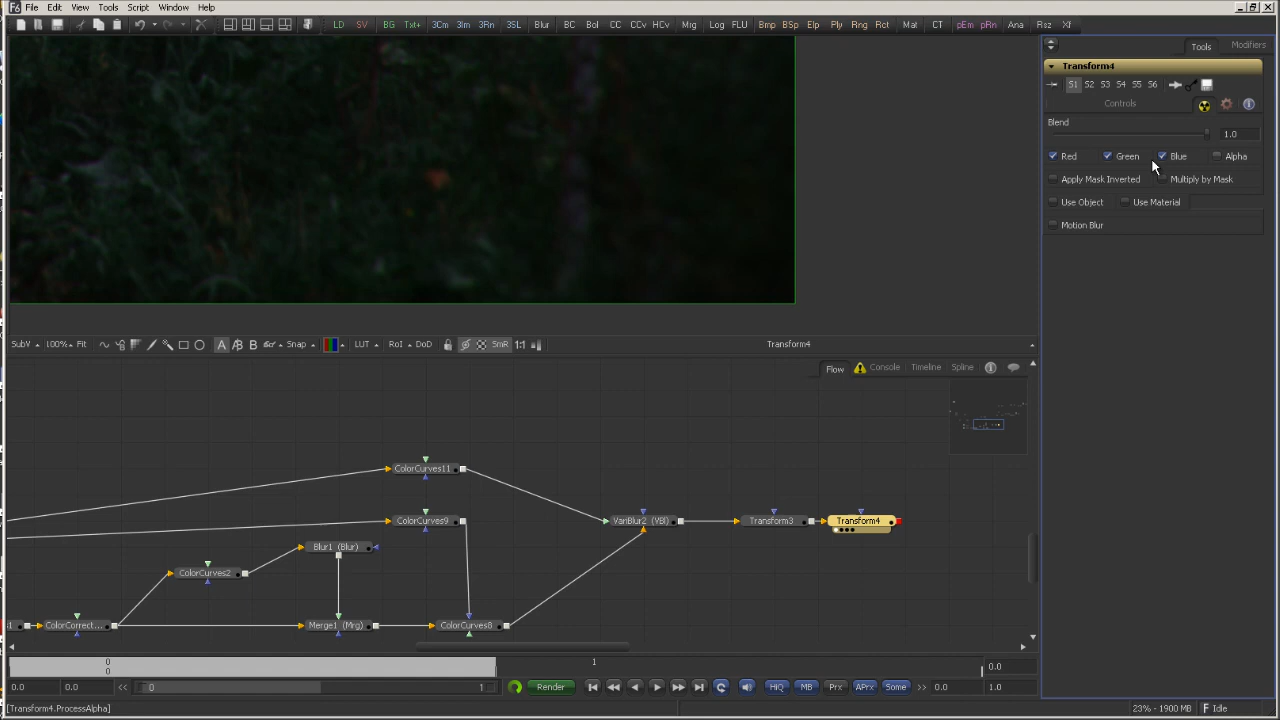 F6 File Edit View Tools Script Window Help
LD SV BG Txt+ 3Cm 3Im 3Rn 3SL Blur BC Bol CC CCv HCv Mrg Log FLU Bmp BSp Elp Ply Rng Rct Mat CT pEm pRn Ana Rsz Xf
Tools Modifiers
Transform4
S1 S2 S3 S4 S5 S6
Controls
Blend
1.0
Red Green Blue Alpha
Apply Mask Inverted Multiply by Mask
Use Object Use Material
Motion Blur
SubV 100% Fit A A/B B Snap LUT RoI DoD SmR 1:1 Transform4
Flow Console Timeline Spline
ColorCurves11
ColorCurves9
VariBlur2 (VBl) Transform3 Transform4
Blur1 (Blur)
ColorCurves2
1 ColorCorrect... Merge1 (Mrg) ColorCurves8
0 1 0.0
0
0.0 0.0 << 0 1 Render HiQ MB Prx APrx Some >> 0.0 1.0
[Transform4.ProcessAlpha] 23% - 1900 MB Idle